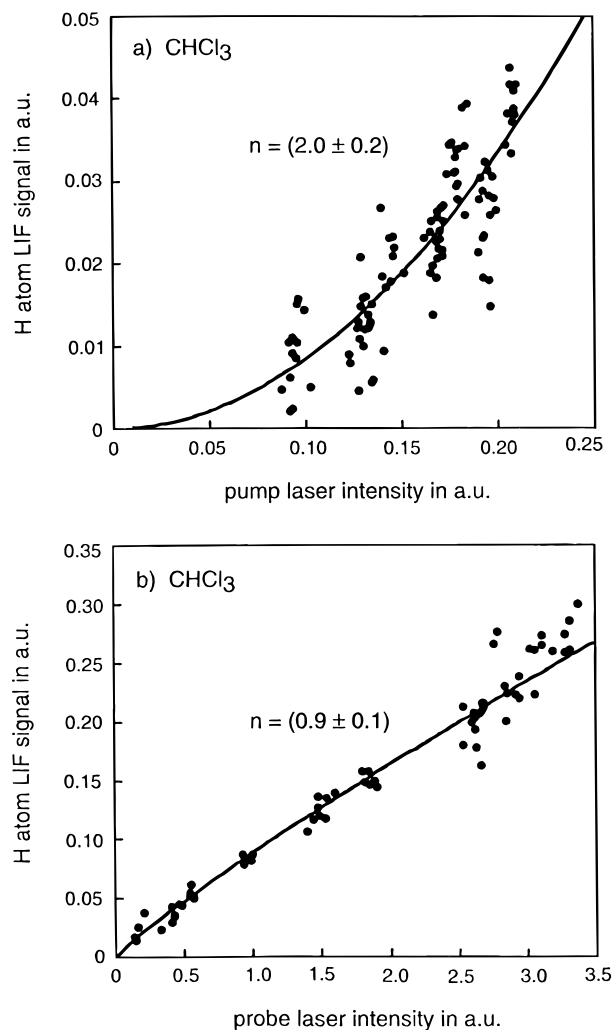 a) CHCl3
n = (2.0 ± 0.2)
H atom LIF signal in a.u.
0.05
0.04
0.03
0.02
0.01
0
0 0.05 0.10 0.15 0.20 0.25
pump laser intensity in a.u.
b) CHCl3
n = (0.9 ± 0.1)
H atom LIF signal in a.u.
0.35
0.30
0.25
0.20
0.15
0.10
0.05
0
0 0.5 1.0 1.5 2.0 2.5 3.0 3.5
probe laser intensity in a.u.